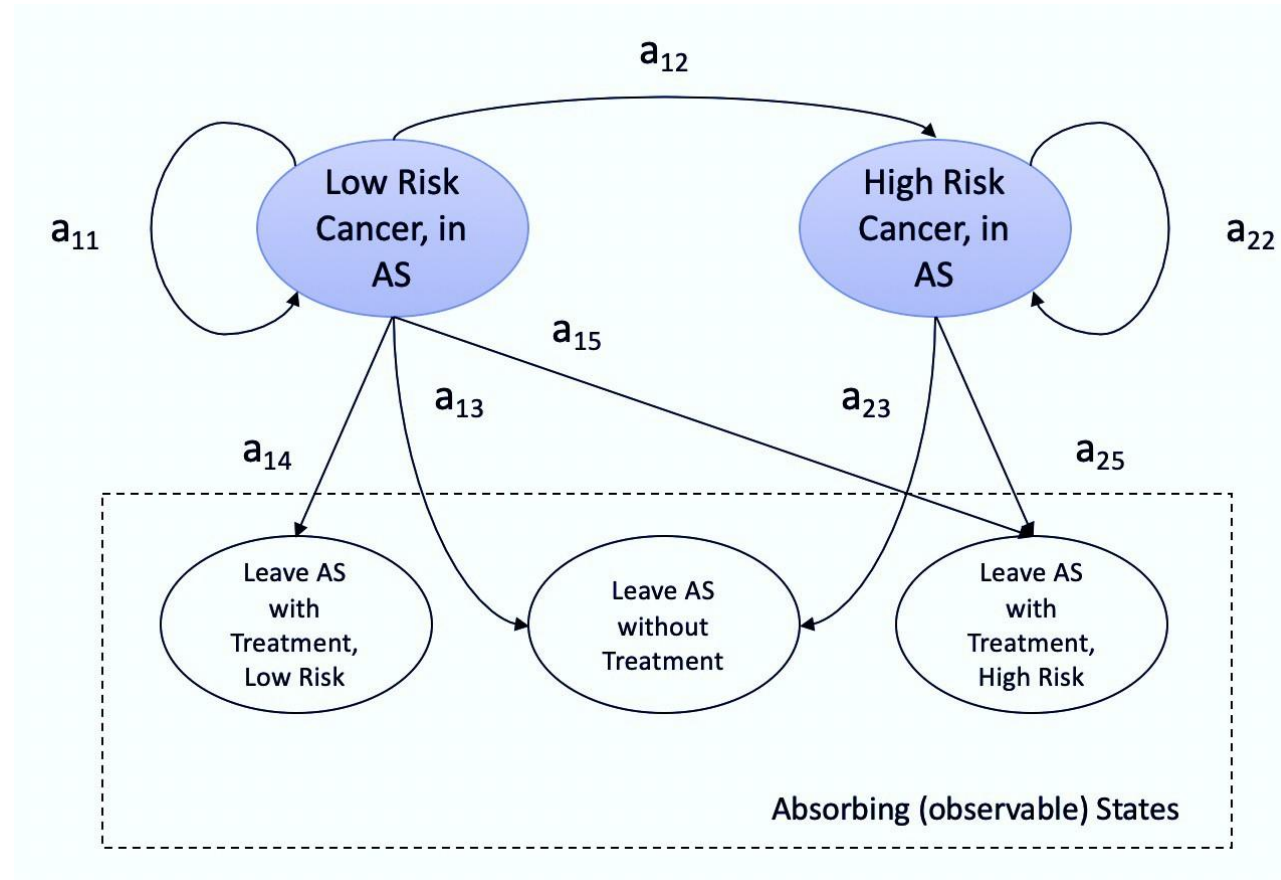 a₁₂
Low Risk
Cancer, in
AS
High Risk
Cancer, in
AS
a₁₁
a₂₂
a₁₅
a₁₃
a₂₃
a₁₄
a₂₅
Leave AS
with
Treatment,
Low Risk
Leave AS
without
Treatment
Leave AS
with
Treatment,
High Risk
Absorbing (observable) States